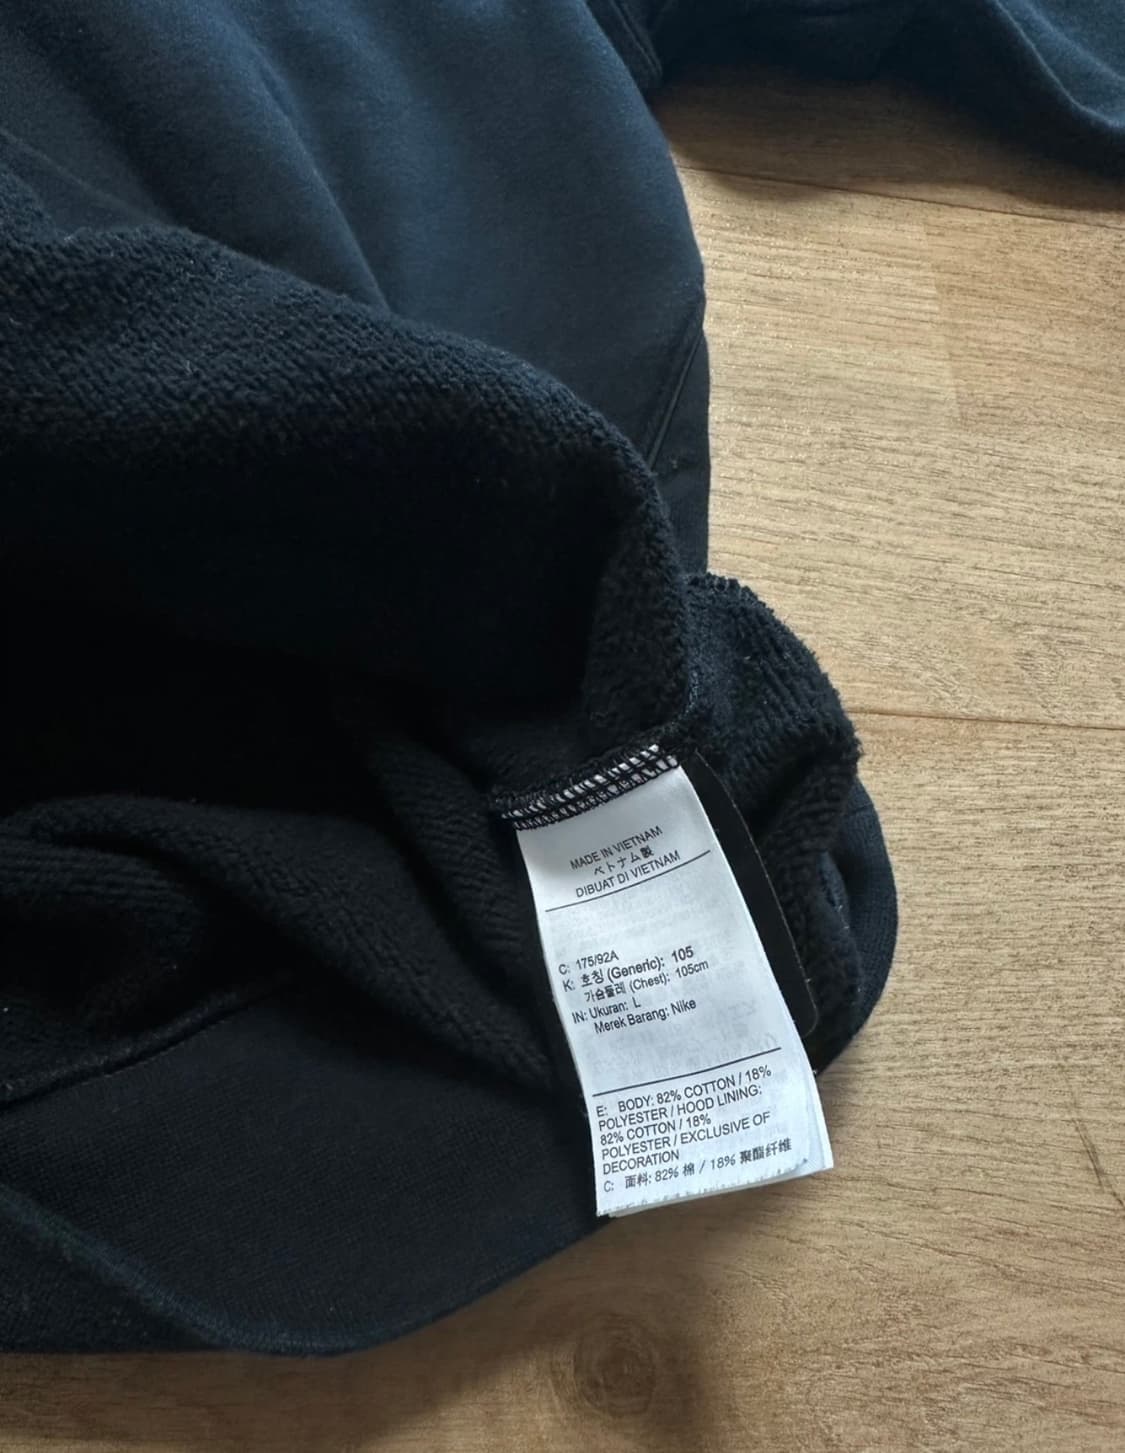 MADE IN VIETNAM
ベトナム製
DIBUAT DI VIETNAM
C: 175/92A
K: 호칭 (Generic): 105
가슴둘레 (Chest): 105cm
IN: Ukuran: L
Merek Barang: Nike
E: BODY: 82% COTTON / 18%
POLYESTER / HOOD LINING:
82% COTTON / 18%
POLYESTER / EXCLUSIVE OF
DECORATION
C: 面料: 82% 棉 / 18% 聚酯纤维